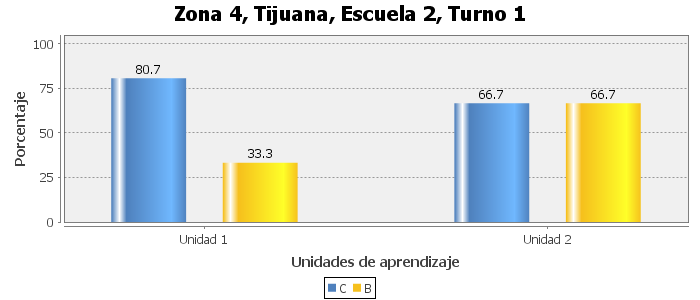 Zona 4, Tijuana, Escuela 2, Turno 1
100
75
50
25
0
Porcentaje
80.7
33.3
66.7
66.7
Unidad 1
Unidad 2
Unidades de aprendizaje
C B